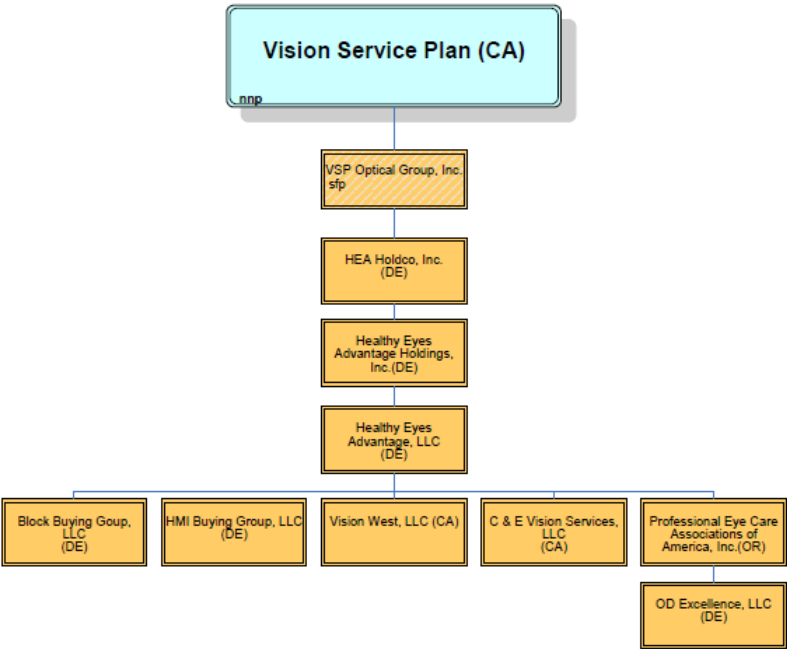 Vision Service Plan (CA)
nnp
VSP Optical Group, Inc.
sfp
HEA Holdco, Inc.
(DE)
Healthy Eyes
Advantage Holdings,
Inc.(DE)
Healthy Eyes
Advantage, LLC
(DE)
Block Buying Goup,
LLC
(DE)
HMI Buying Group, LLC
(DE)
Vision West, LLC (CA)
C & E Vision Services,
LLC
(CA)
Professional Eye Care
Associations of
America, Inc.(OR)
OD Excellence, LLC
(DE)